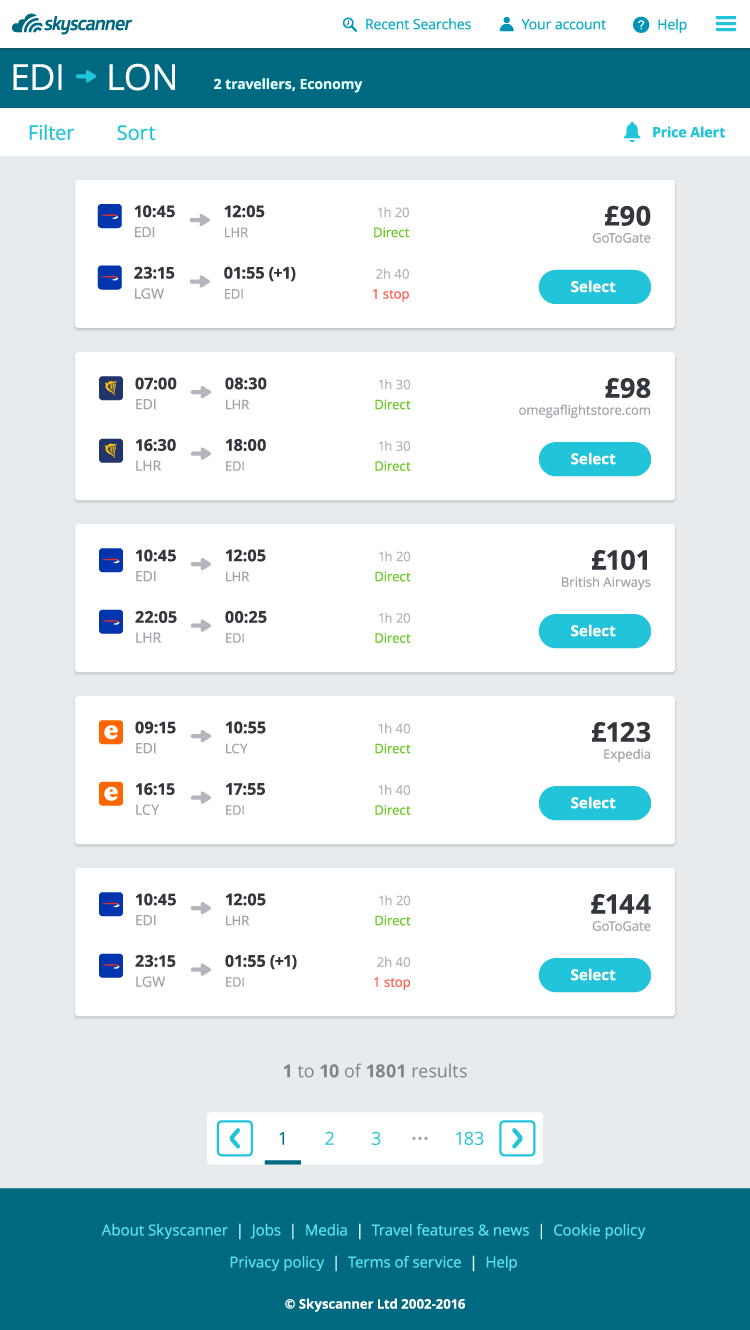 skyscanner
Recent Searches Your account ? Help
EDI LON 2 travellers, Economy
Filter Sort Price Alert
10:45 12:05 1h 20 £90
EDI LHR Direct GoToGate
23:15 01:55 (+1) 2h 40 Select
LGW EDI 1 stop
07:00 08:30 1h 30 £98
EDI LHR Direct omegaflightstore.com
16:30 18:00 1h 30 Select
LHR EDI Direct
10:45 12:05 1h 20 £101
EDI LHR Direct British Airways
22:05 00:25 1h 20 Select
LHR EDI Direct
e 09:15 10:55 1h 40 £123
EDI LCY Direct Expedia
e 16:15 17:55 1h 40 Select
LCY EDI Direct
10:45 12:05 1h 20 £144
EDI LHR Direct GoToGate
23:15 01:55 (+1) 2h 40 Select
LGW EDI 1 stop
1 to 10 of 1801 results
1 2 3 ... 183
About Skyscanner | Jobs | Media | Travel features & news | Cookie policy
Privacy policy | Terms of service | Help
© Skyscanner Ltd 2002-2016